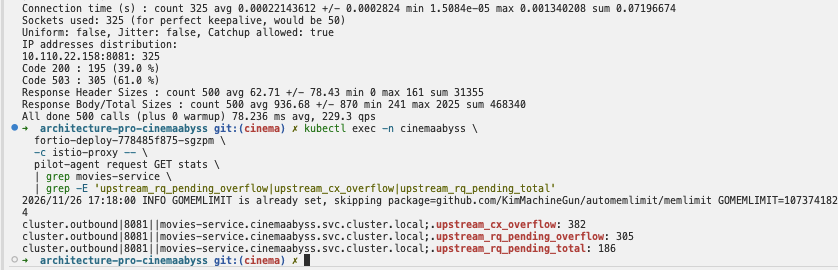 Connection time (s) : count 325 avg 0.00022143612 +/- 0.0002824 min 1.5084e-05 max 0.001340208 sum 0.07196674
Sockets used: 325 (for perfect keepalive, would be 50)
Uniform: false, Jitter: false, Catchup allowed: true
IP addresses distribution:
10.110.22.158:8081: 325
Code 200 : 195 (39.0 %)
Code 503 : 305 (61.0 %)
Response Header Sizes : count 500 avg 62.71 +/- 78.43 min 0 max 161 sum 31355
Response Body/Total Sizes : count 500 avg 936.68 +/- 870 min 241 max 2025 sum 468340
All done 500 calls (plus 0 warmup) 78.236 ms avg, 229.3 qps
➜ architecture-pro-cinemaabyss git:(cinema) ✗ kubectl exec -n cinemaabyss \
fortio-deploy-778485f875-sgzpm \
-c istio-proxy -- \
pilot-agent request GET stats \
| grep movies-service \
| grep -E 'upstream_rq_pending_overflow|upstream_cx_overflow|upstream_rq_pending_total'
2026/11/26 17:18:00 INFO GOMEMLIMIT is already set, skipping package=github.com/KimMachineGun/automemlimit/memlimit GOMEMLIMIT=107374182
4
cluster.outbound|8081||movies-service.cinemaabyss.svc.cluster.local;.upstream_cx_overflow: 382
cluster.outbound|8081||movies-service.cinemaabyss.svc.cluster.local;.upstream_rq_pending_overflow: 305
cluster.outbound|8081||movies-service.cinemaabyss.svc.cluster.local;.upstream_rq_pending_total: 186
➜ architecture-pro-cinemaabyss git:(cinema) ✗